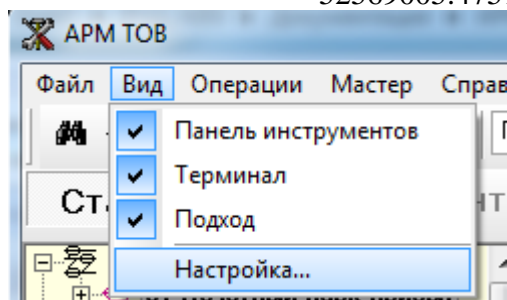 АРМ ТОВ
Файл Вид Операции Мастер
Панель инструментов
Терминал
Подход
Настройка...